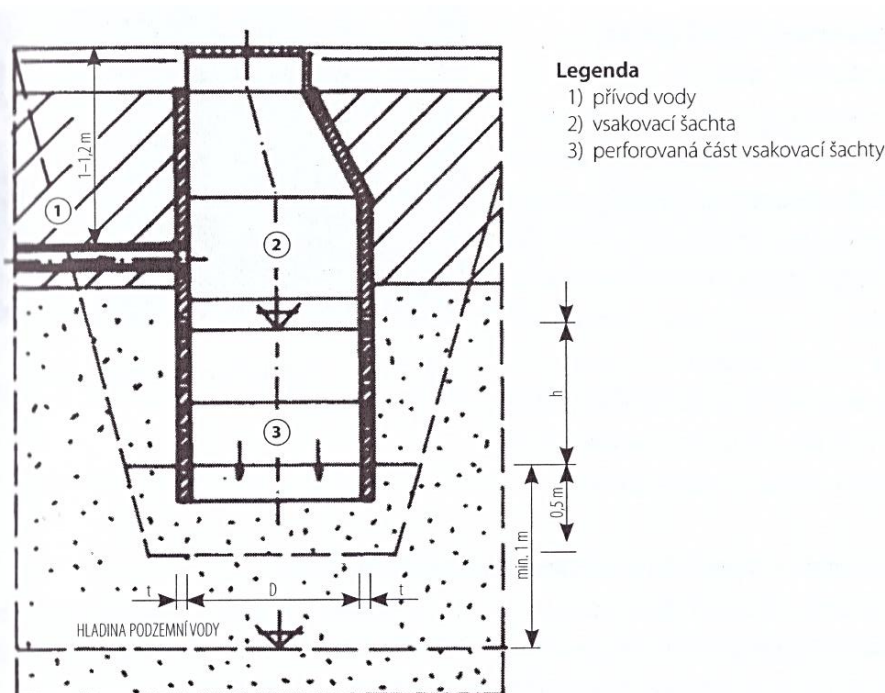 Legenda
1) přívod vody
2) vsakovací šachta
3) perforovaná část vsakovací šachty
1–1,2 m
1
2
h
3
0,5 m
min. 1 m
t D t
HLADINA PODZEMNÍ VODY